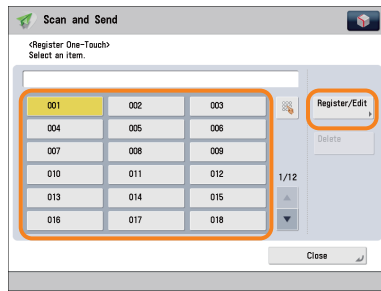 Scan and Send
<Register One-Touch>
Select an item.
001 002 003 Register/Edit
004 005 006
Delete
007 008 009
010 011 012 1/12
013 014 015
016 017 018
Close